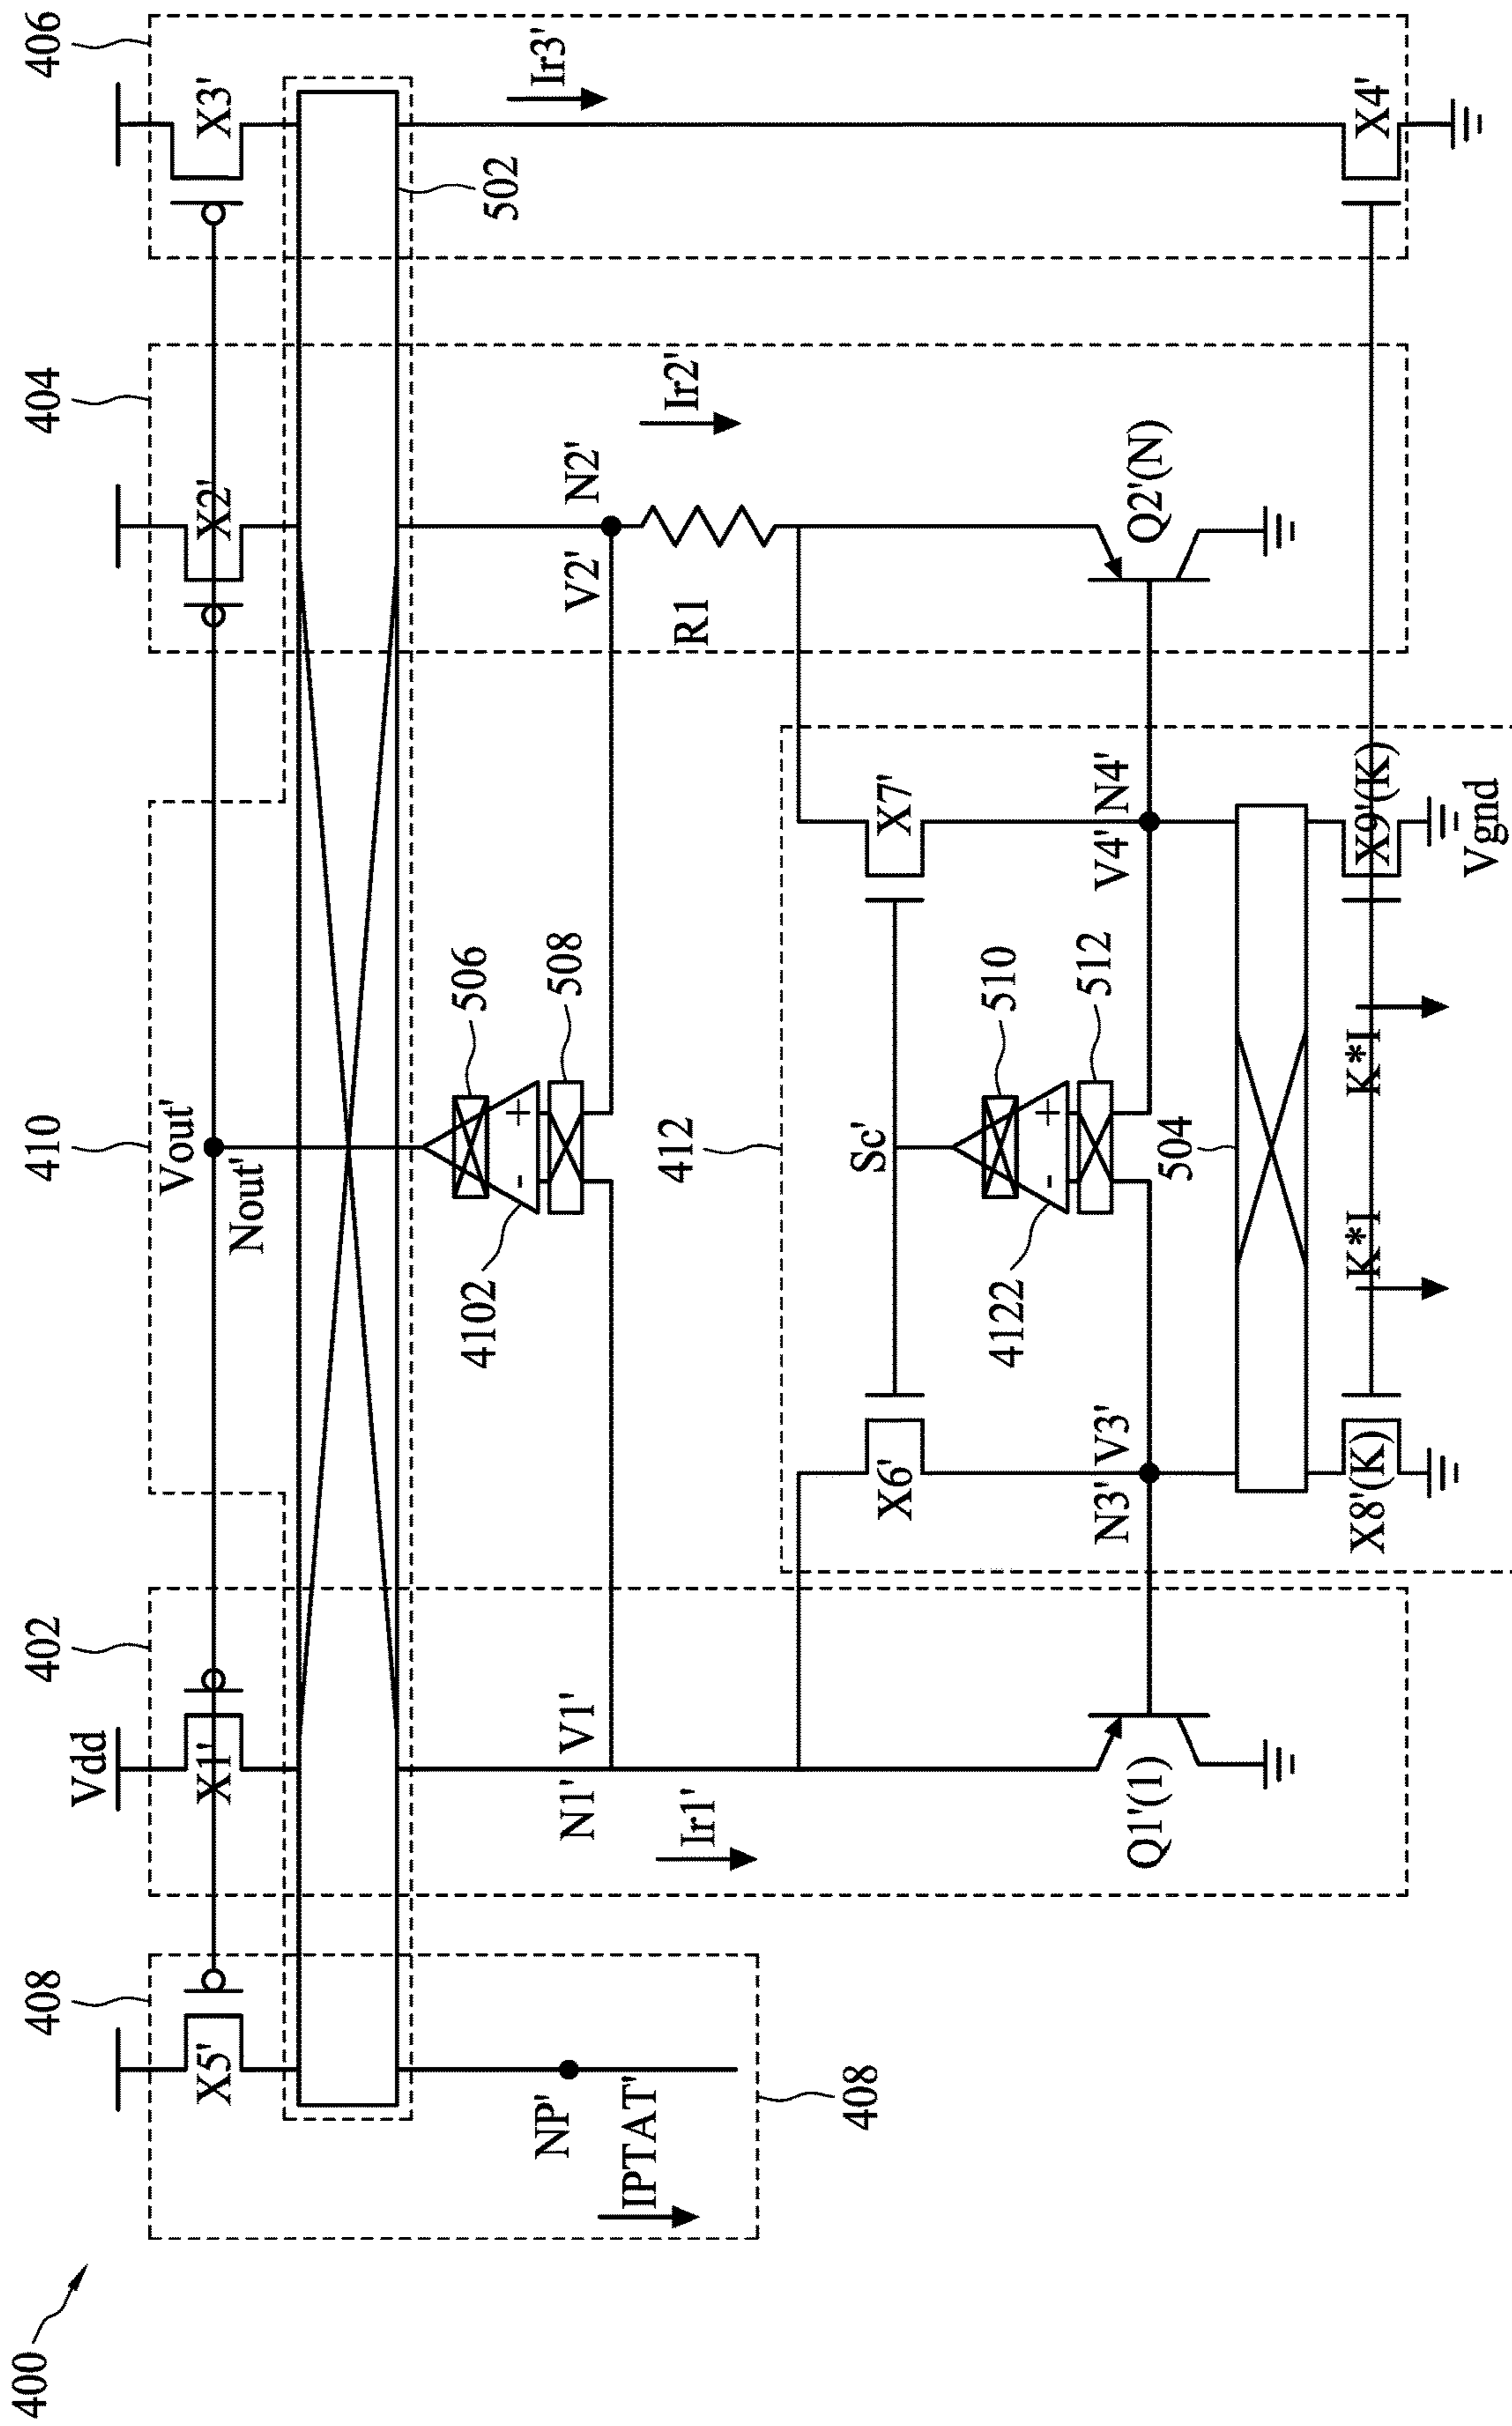 400
408
402
410
404
406
Vdd
Vout'
Nout'
X5'
X1'
X2'
X3'
502
506
508
4102
NP'
IPTAT'
N1'
V1'
Ir1'
V2'
N2'
R1
Ir2'
Ir3'
408
412
Sc'
X6'
X7'
510
512
4122
N3'
V3'
V4'
N4'
504
Q1'(1)
Q2'(N)
X8'(K)
K*I
K*I
X9'(K)
X4'
Vgnd
-
+
-
+